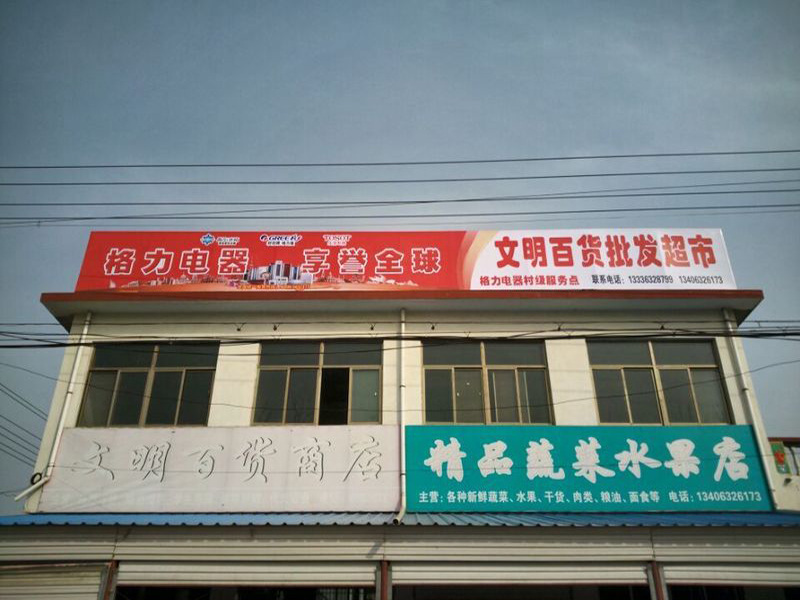 GREE
TOSOT
格力电器 享誉全球
文明百货批发超市
格力电器村级服务点 联系电话：13336328799 13406326173
文明百货商店
精品蔬菜水果店
主营：各种新鲜蔬菜、水果、干货、肉类、粮油、面食等 电话：13406326173